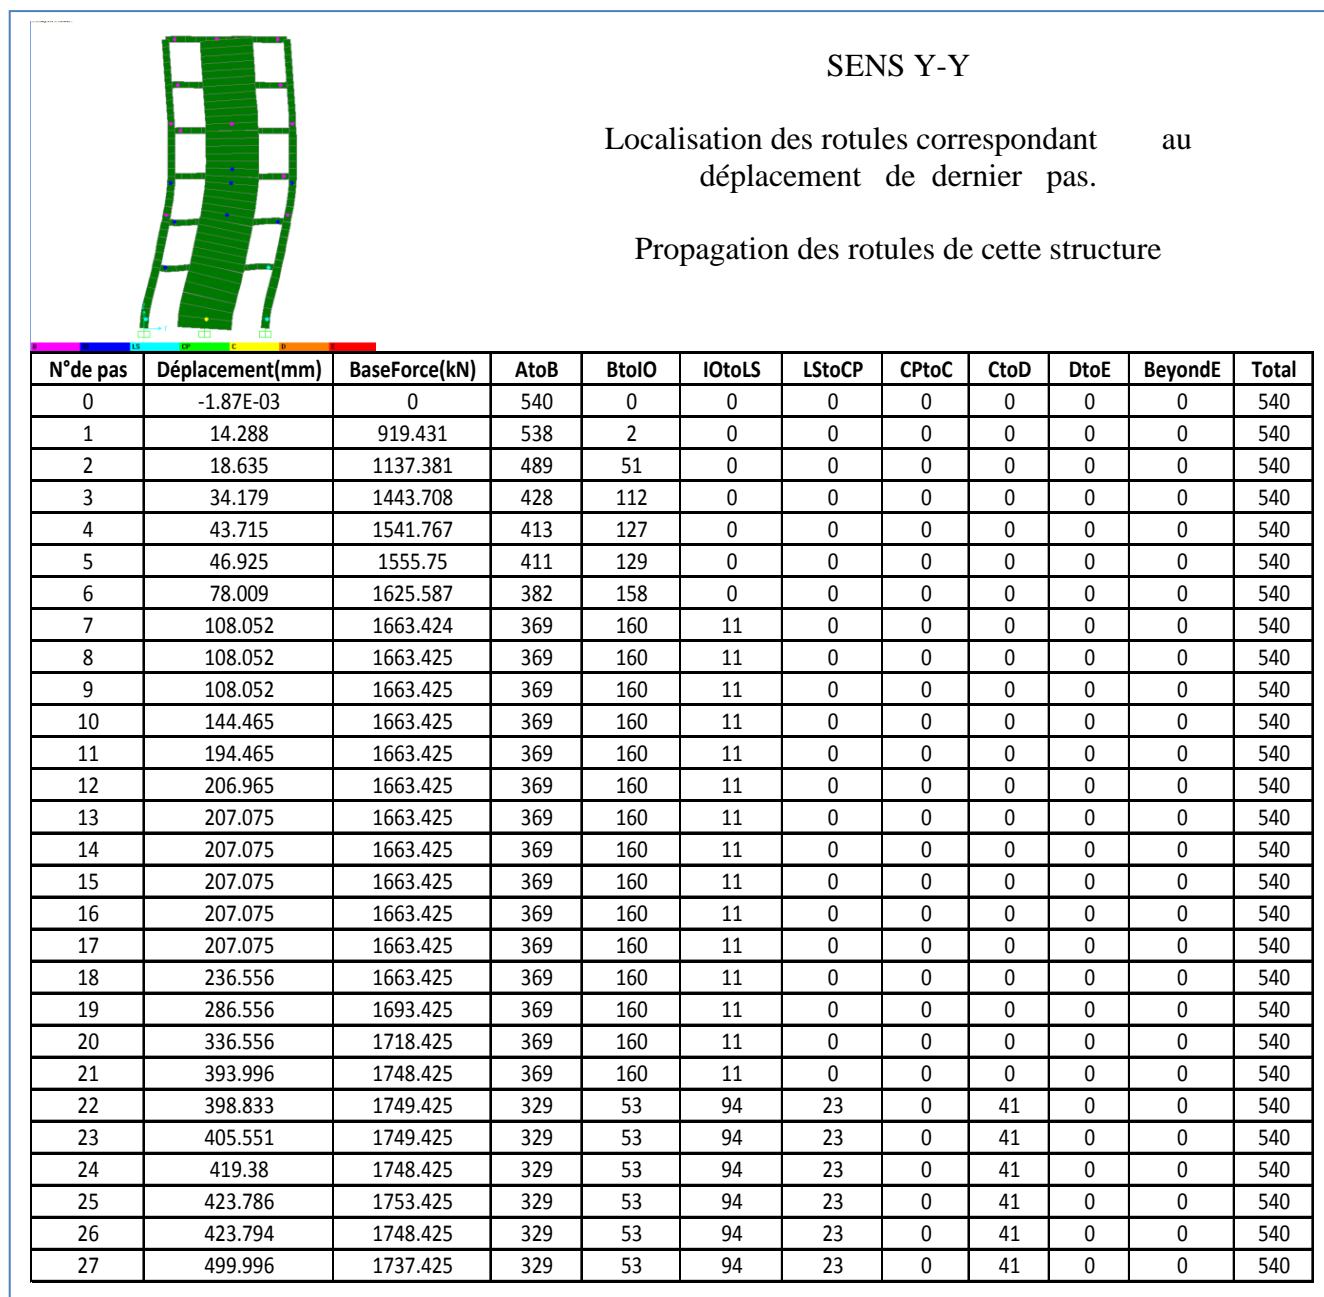 SENS Y-Y
Localisation des rotules correspondant au
déplacement de dernier pas.
Propagation des rotules de cette structure
B LS CP C D E
N°de pas Déplacement(mm) BaseForce(kN) AtoB BtoIO IOtoLS LStoCP CPtoC CtoD DtoE BeyondE Total
0 -1.87E-03 0 540 0 0 0 0 0 0 0 540
1 14.288 919.431 538 2 0 0 0 0 0 0 540
2 18.635 1137.381 489 51 0 0 0 0 0 0 540
3 34.179 1443.708 428 112 0 0 0 0 0 0 540
4 43.715 1541.767 413 127 0 0 0 0 0 0 540
5 46.925 1555.75 411 129 0 0 0 0 0 0 540
6 78.009 1625.587 382 158 0 0 0 0 0 0 540
7 108.052 1663.424 369 160 11 0 0 0 0 0 540
8 108.052 1663.425 369 160 11 0 0 0 0 0 540
9 108.052 1663.425 369 160 11 0 0 0 0 0 540
10 144.465 1663.425 369 160 11 0 0 0 0 0 540
11 194.465 1663.425 369 160 11 0 0 0 0 0 540
12 206.965 1663.425 369 160 11 0 0 0 0 0 540
13 207.075 1663.425 369 160 11 0 0 0 0 0 540
14 207.075 1663.425 369 160 11 0 0 0 0 0 540
15 207.075 1663.425 369 160 11 0 0 0 0 0 540
16 207.075 1663.425 369 160 11 0 0 0 0 0 540
17 207.075 1663.425 369 160 11 0 0 0 0 0 540
18 236.556 1663.425 369 160 11 0 0 0 0 0 540
19 286.556 1693.425 369 160 11 0 0 0 0 0 540
20 336.556 1718.425 369 160 11 0 0 0 0 0 540
21 393.996 1748.425 369 160 11 0 0 0 0 0 540
22 398.833 1749.425 329 53 94 23 0 41 0 0 540
23 405.551 1749.425 329 53 94 23 0 41 0 0 540
24 419.38 1748.425 329 53 94 23 0 41 0 0 540
25 423.786 1753.425 329 53 94 23 0 41 0 0 540
26 423.794 1748.425 329 53 94 23 0 41 0 0 540
27 499.996 1737.425 329 53 94 23 0 41 0 0 540